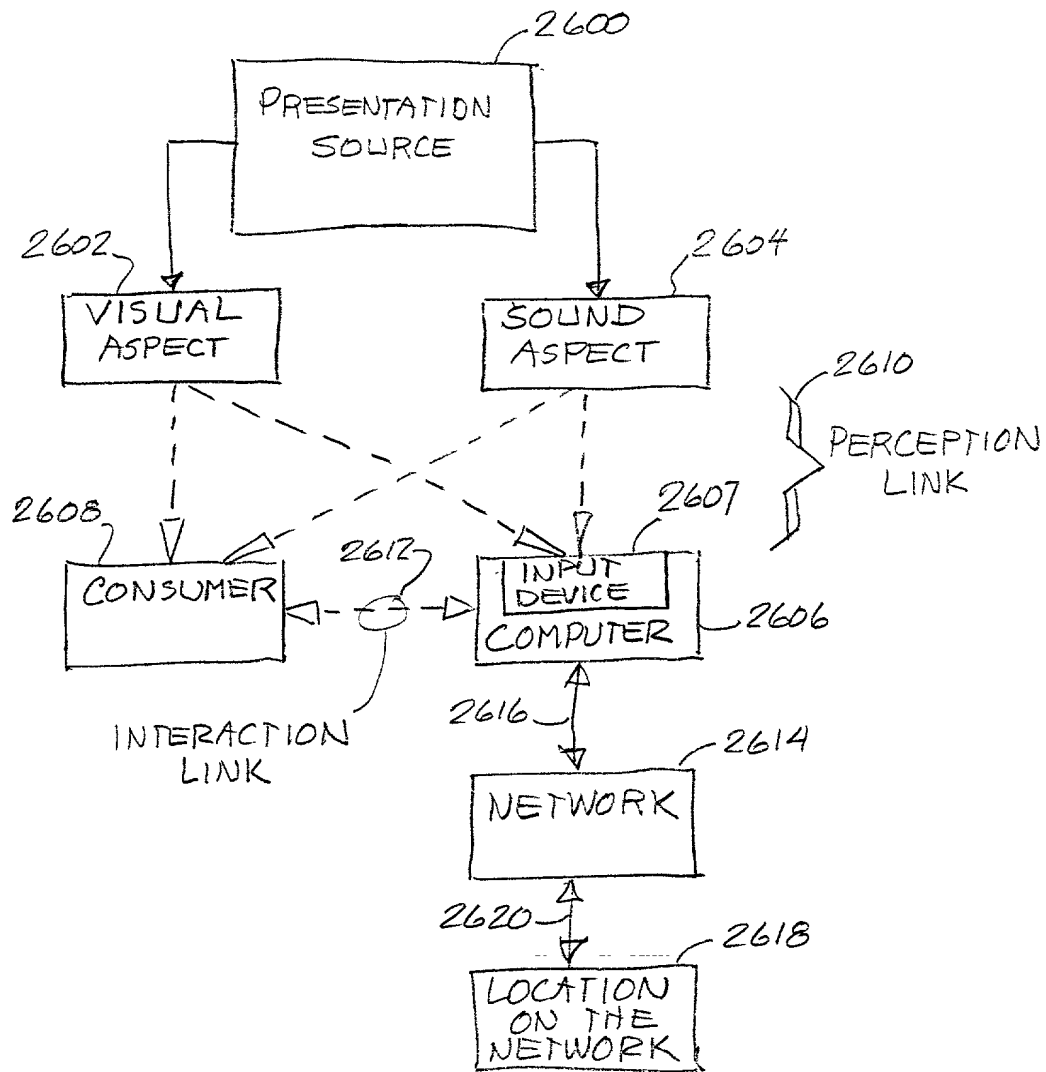 2600
PRESENTATION
SOURCE
2602
2604
VISUAL
ASPECT
SOUND
ASPECT
2610
PERCEPTION
LINK
2608
2612
2607
CONSUMER
INPUT
DEVICE
COMPUTER
2606
INTERACTION
LINK
2616
2614
NETWORK
2620
2618
LOCATION
ON THE
NETWORK